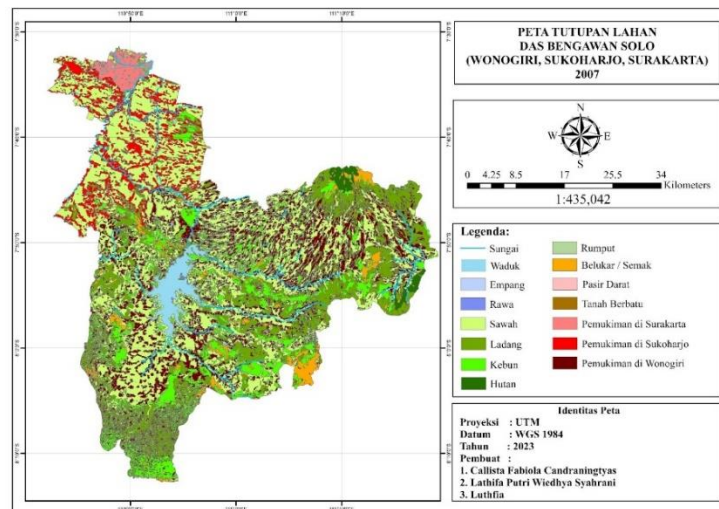 PETA TUTUPAN LAHAN
DAS BENGAWAN SOLO
(WONOGIRI, SUKOHARJO, SURAKARTA)
2007
N
W E
S
0 4.25 8.5 17 25.5 34
Kilometers
1:435,042
Legenda:
Sungai
Waduk
Empang
Rawa
Sawah
Ladang
Kebun
Hutan
Rumput
Belukar / Semak
Pasir Darat
Tanah Berbatu
Pemukiman di Surakarta
Pemukiman di Sukoharjo
Pemukiman di Wonogiri
Identitas Peta
Proyeksi : UTM
Datum : WGS 1984
Tahun : 2023
Pembuat :
1. Callista Fabiola Candraningtyas
2. Lathifa Putri Wiedhya Syahrani
3. Luthfia